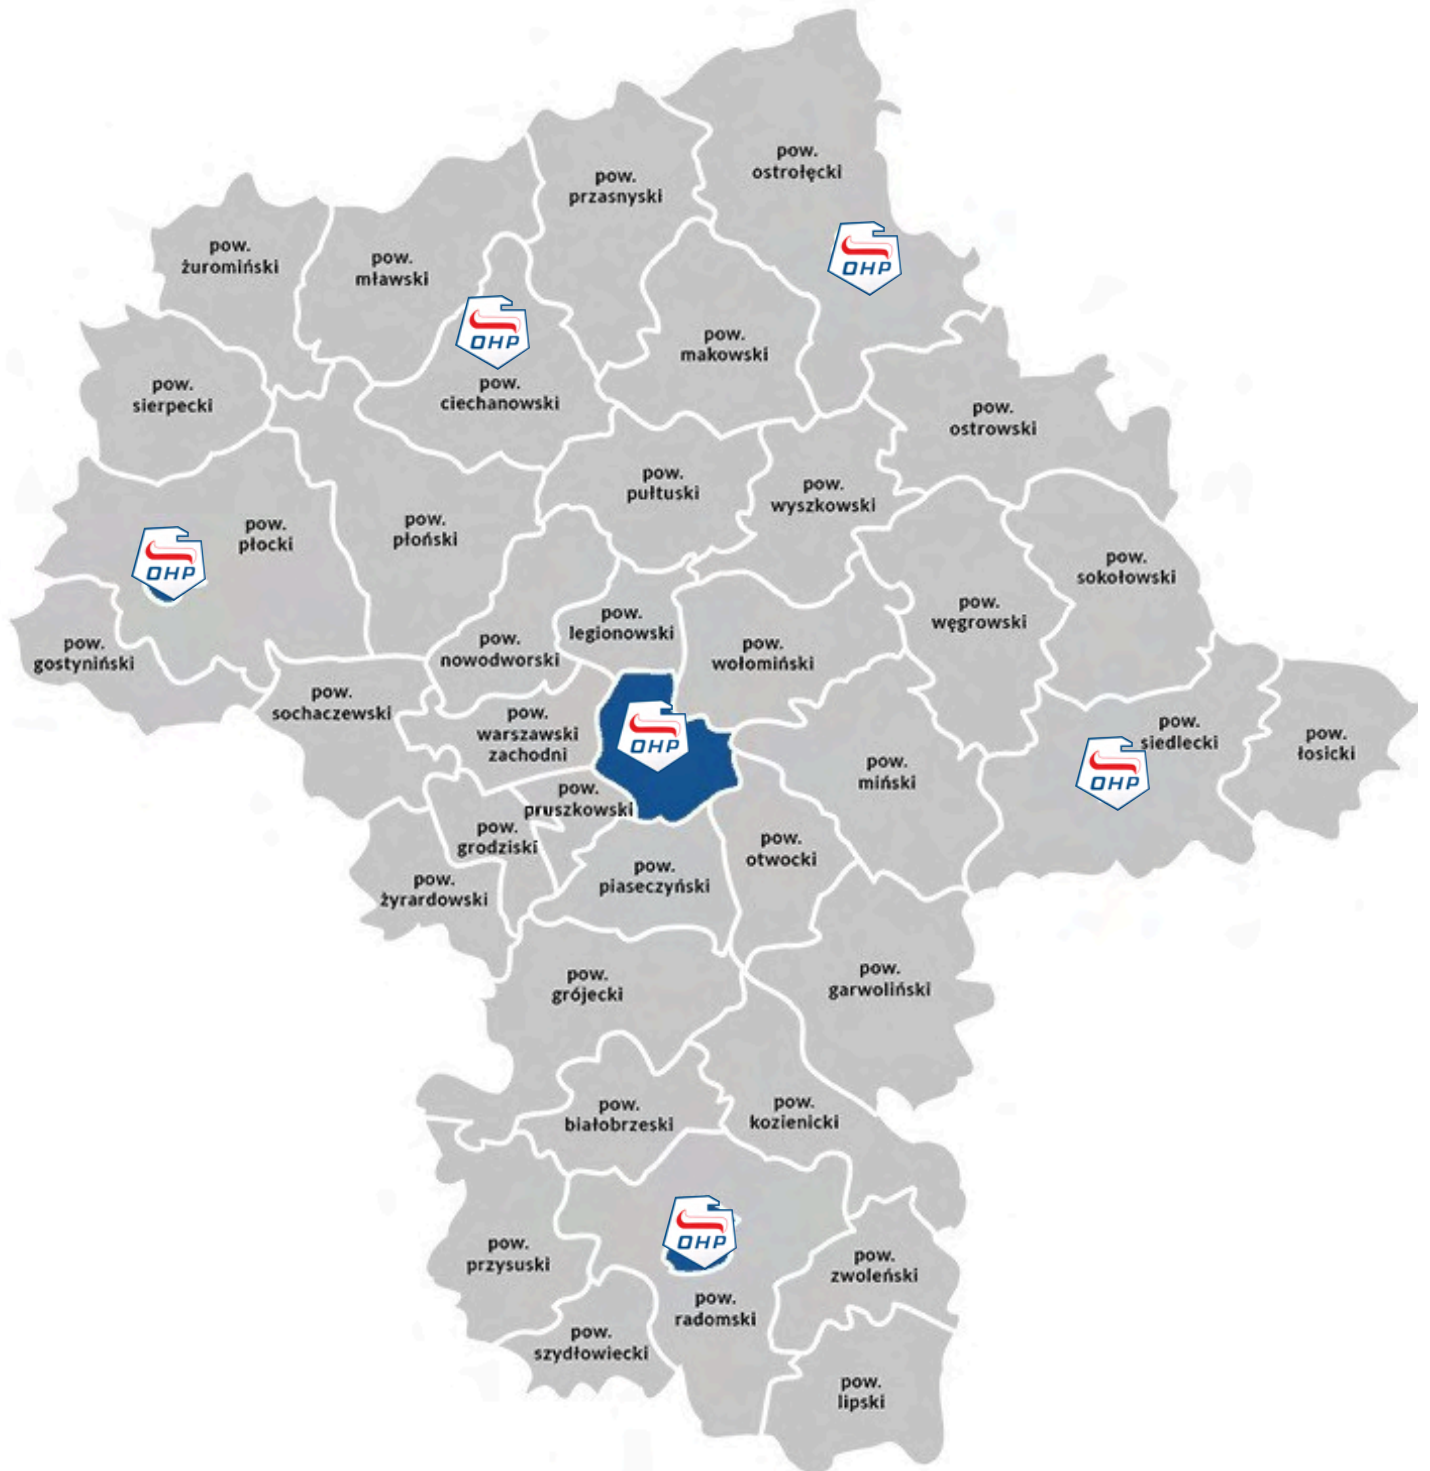 pow.
ostrołęcki
pow.
przasnyski
pow.
żuromiński
pow.
mławski
OHP
OHP
pow.
makowski
pow.
sierpecki
pow.
ciechanowski
pow.
ostrowski
pow.
pułtuski
pow.
wyszkowski
pow.
płocki
pow.
płoński
OHP
pow.
sokołowski
pow.
węgrowski
pow.
legionowski
pow.
gostyniński
pow.
nowodworski
pow.
wołomiński
pow.
sochaczewski
pow.
warszawski
zachodni
OHP
pow.
siedlecki
pow.
łosicki
OHP
pow.
miński
pow.
pruszkowski
pow.
grodziski
pow.
otwocki
pow.
żyrardowski
pow.
piaseczyński
pow.
grójecki
pow.
garwoliński
pow.
białobrzeski
pow.
kozienicki
OHP
pow.
przysuski
pow.
zwoleński
pow.
radomski
pow.
szydłowiecki
pow.
lipski